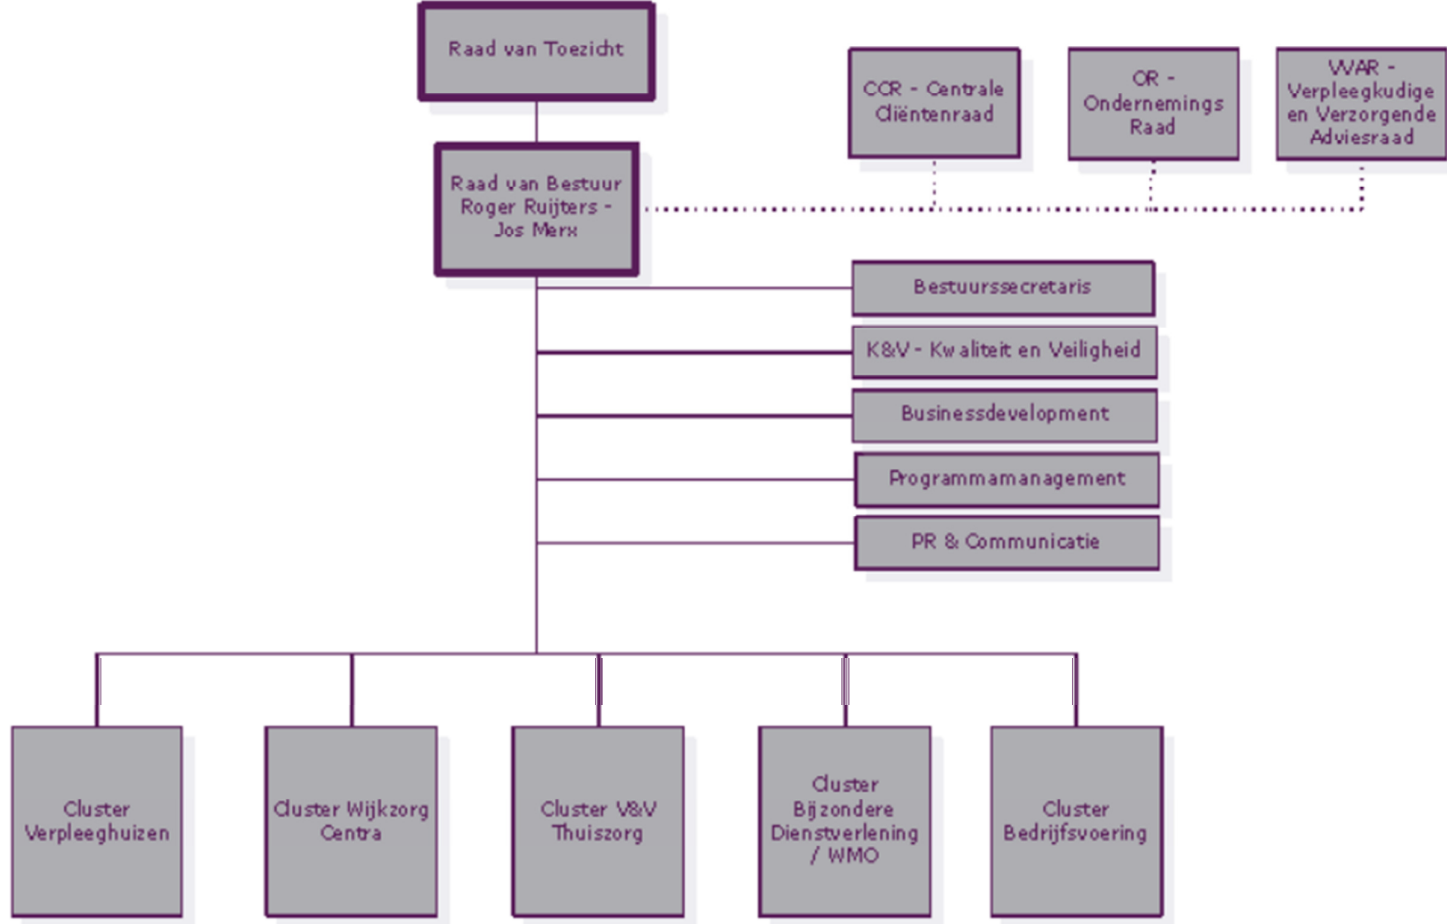 Raad van Toezicht
CCR - Centrale
Cliëntenraad
OR -
Ondernemings
Raad
VVAR -
Verpleegkudige
en Verzorgende
Adviesraad
Raad van Bestuur
Roger Ruijters -
Jos Merx
Bestuurssecretaris
K&V - Kwaliteit en Veiligheid
Businessdevelopment
Programmamanagement
PR & Communicatie
Cluster
Verpleeghuizen
Cluster Wijkzorg
Centra
Cluster V&V
Thuiszorg
Cluster
Bijzondere
Dienstverlening
/ WMO
Cluster
Bedrijfsvoering